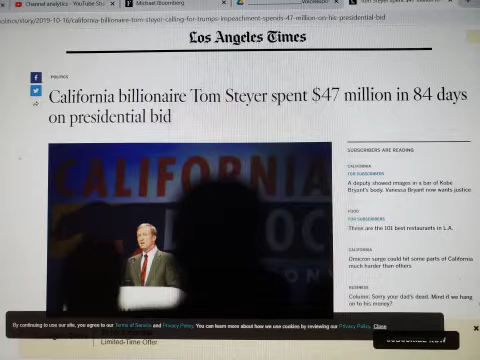 Channel analytics - YouTube Stu
Michael Bloomberg
olitics/story/2019-10-16/california-billionaire-tom-steyer-calling-for-trumps-impeachment-spends-47-million-on-his-presidential-bid
Los Angeles Times
POLITICS
California billionaire Tom Steyer spent $47 million in 84 days
on presidential bid
CALIFORNIA
SUBSCRIBERS ARE READING
CALIFORNIA
FOR SUBSCRIBERS
A deputy showed images in a bar of Kobe
Bryant's body. Vanessa Bryant now wants justice
FOOD
FOR SUBSCRIBERS
These are the 101 best restaurants in L.A.
CALIFORNIA
Omicron surge could hit some parts of California
much harder than others
BUSINESS
Column: Sorry your dad's dead. Mind if we hang
on to his money?
By continuing to use our site, you agree to our Terms of Service and Privacy Policy. You can learn more about how we use cookies by reviewing our Privacy Policy. Close
Limited-Time Offer
SUBSCRIBE NOW